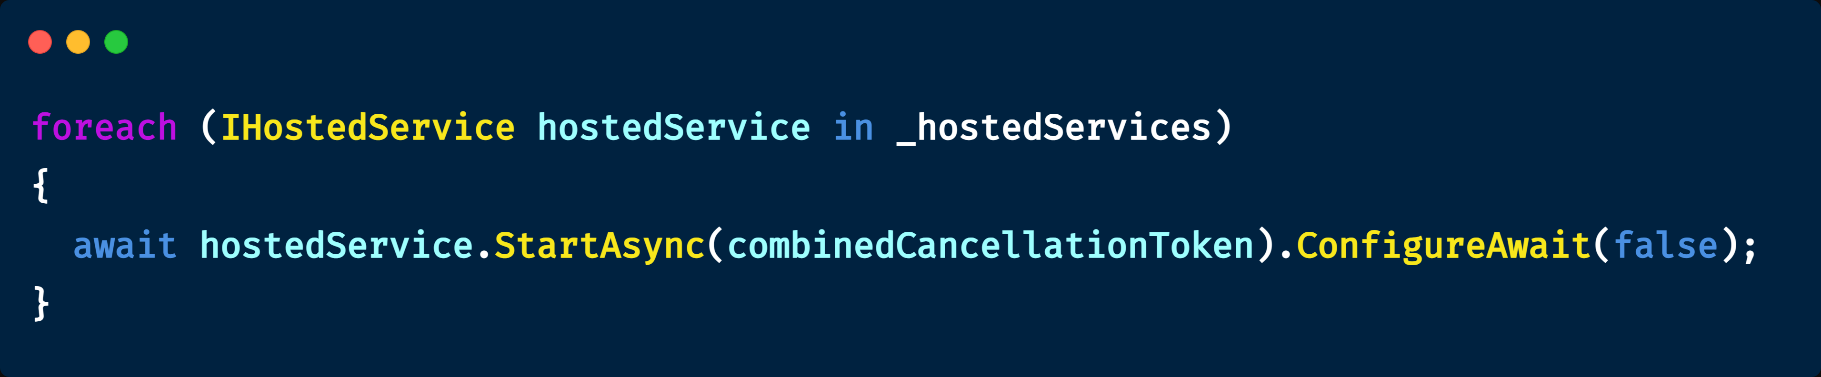 foreach (IHostedService hostedService in _hostedServices)
{
  await hostedService.StartAsync(combinedCancellationToken).ConfigureAwait(false);
}